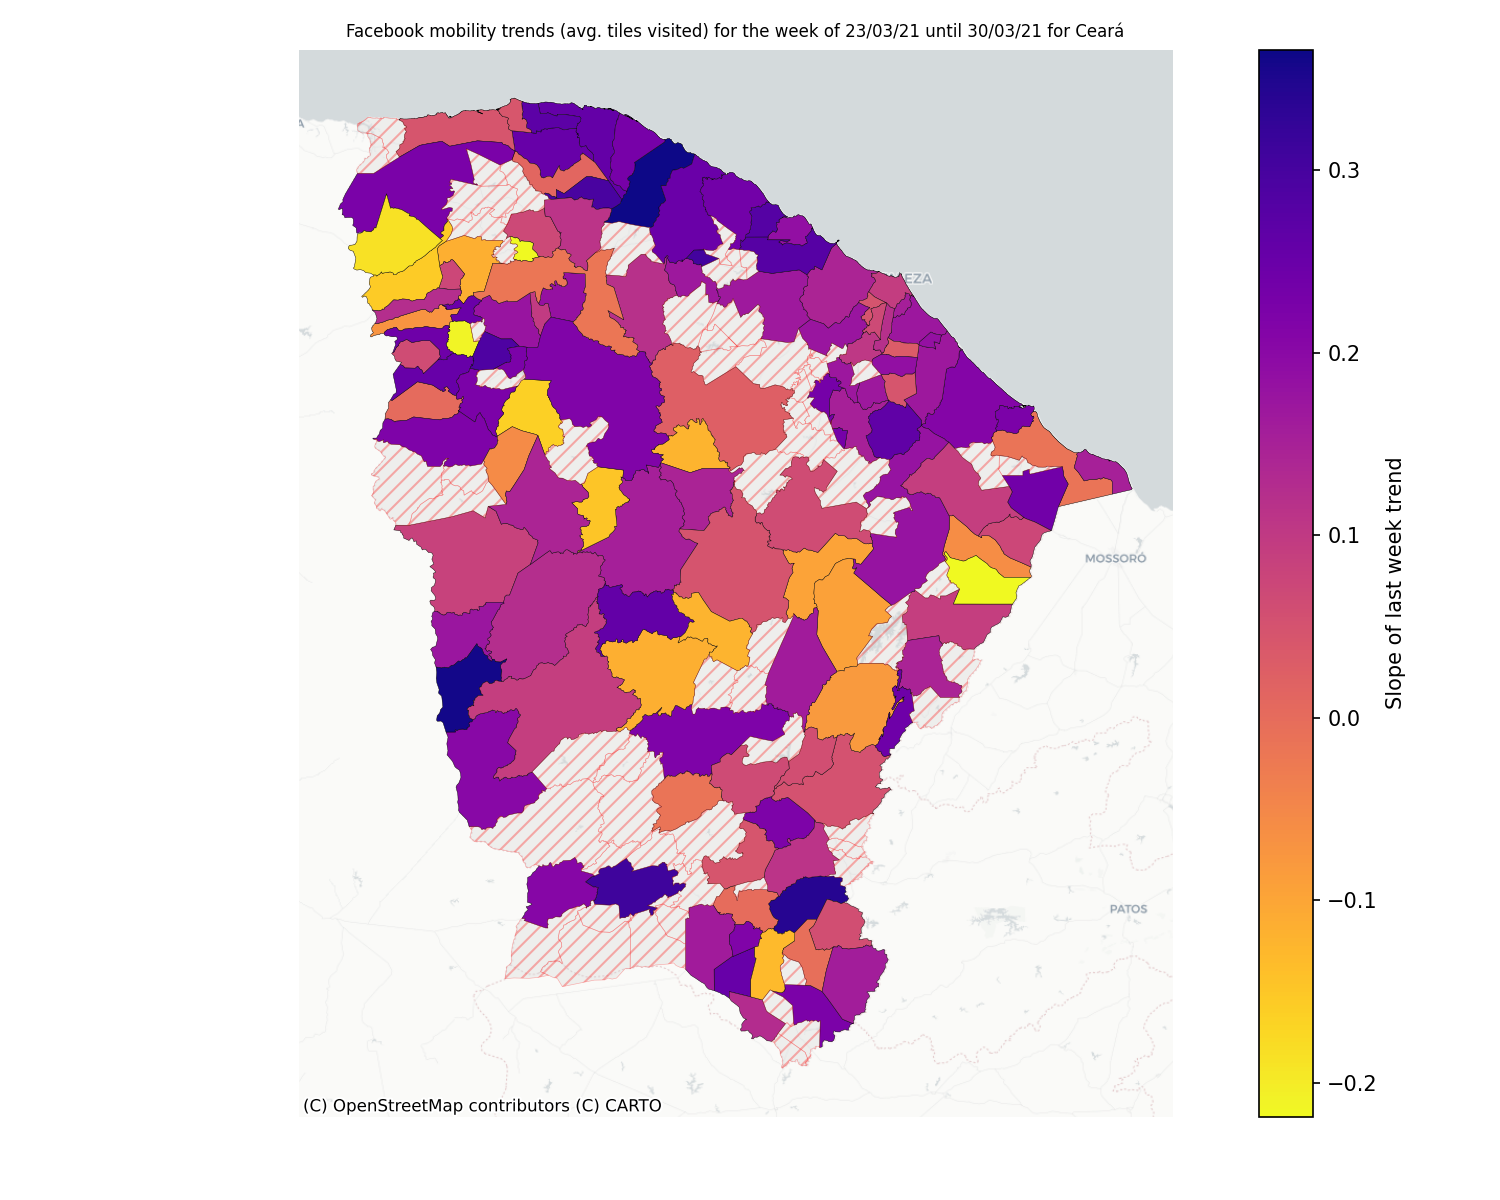 Facebook mobility trends (avg. tiles visited) for the week of 23/03/21 until 30/03/21 for Ceará
0.3
0.2
0.1
0.0
−0.1
−0.2
Slope of last week trend
MOSSORÓ
PATOS
(C) OpenStreetMap contributors (C) CARTO